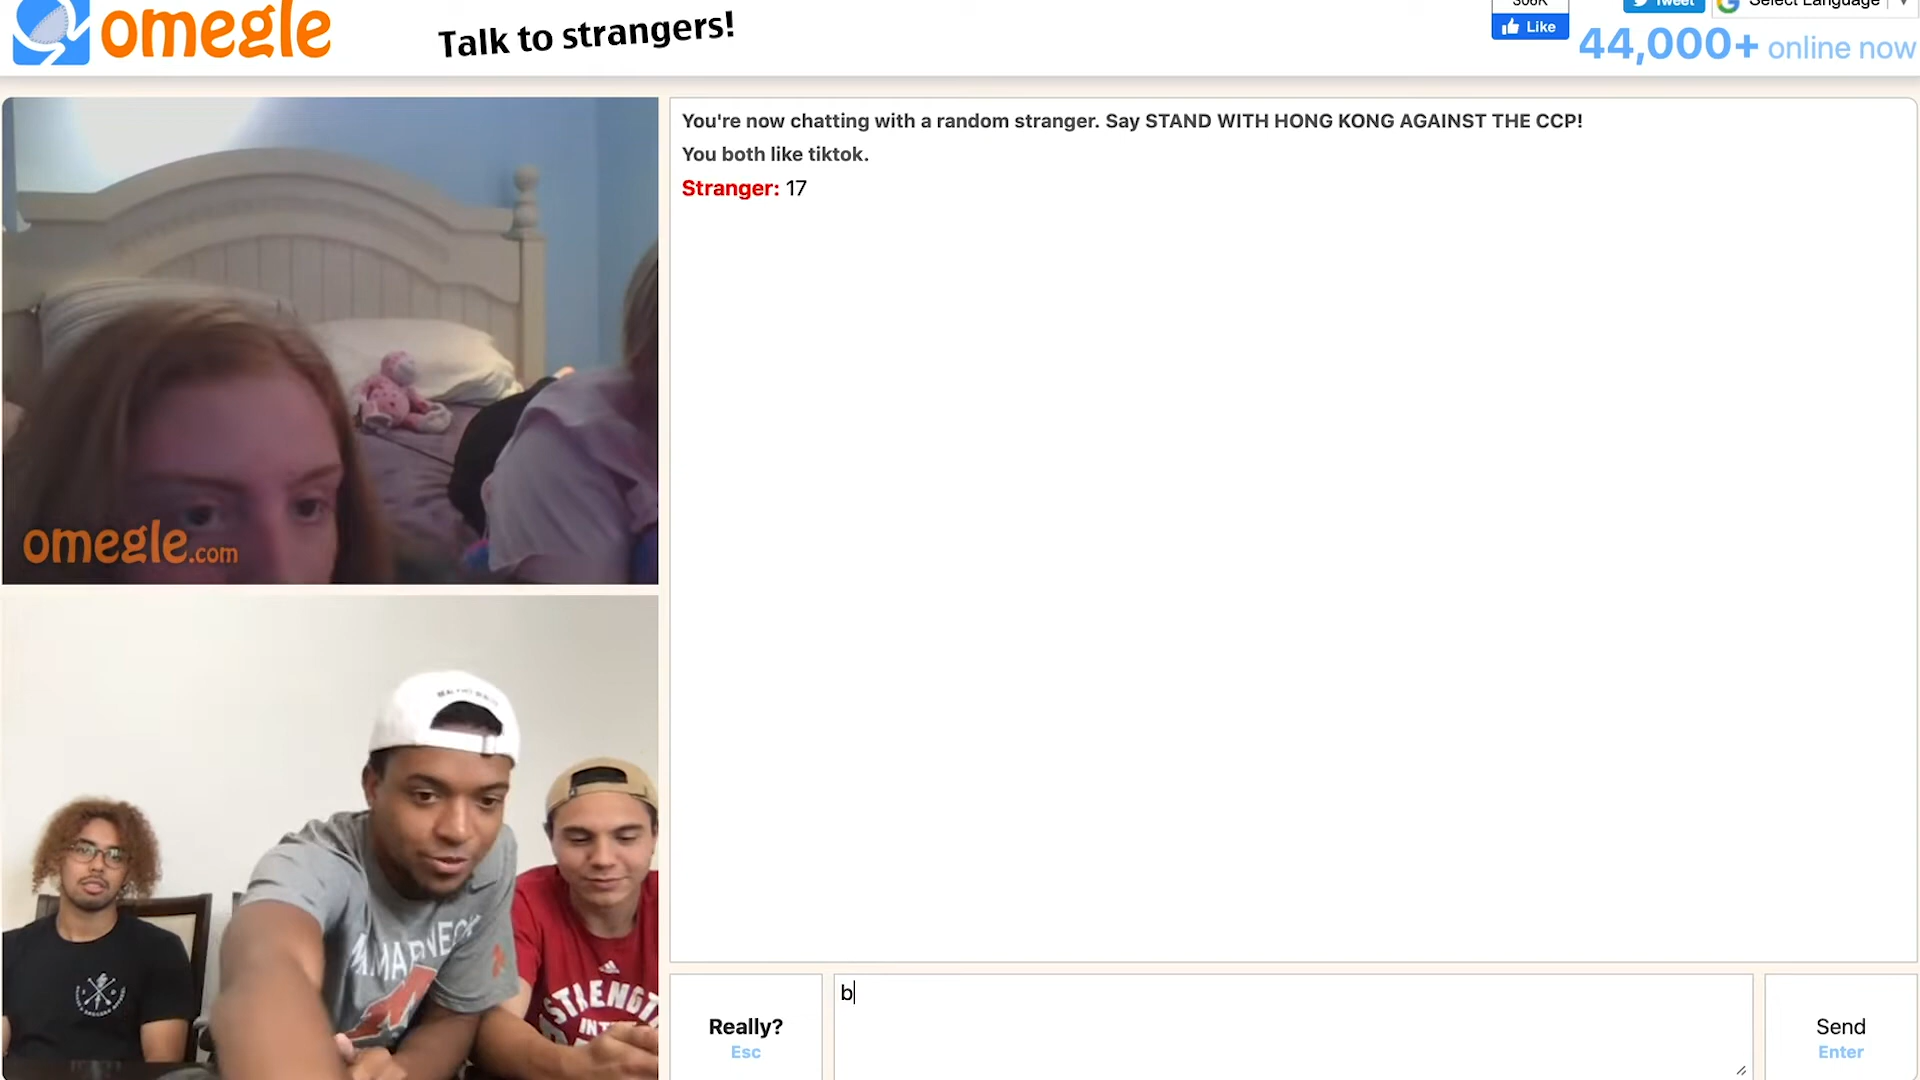 omegle
Talk to strangers!
306K
Like
Tweet
Select Language
44,000+ online now
You're now chatting with a random stranger. Say STAND WITH HONG KONG AGAINST THE CCP!
You both like tiktok.
Stranger: 17
omegle.com
STRENGTH
b
Really?
Esc
Send
Enter